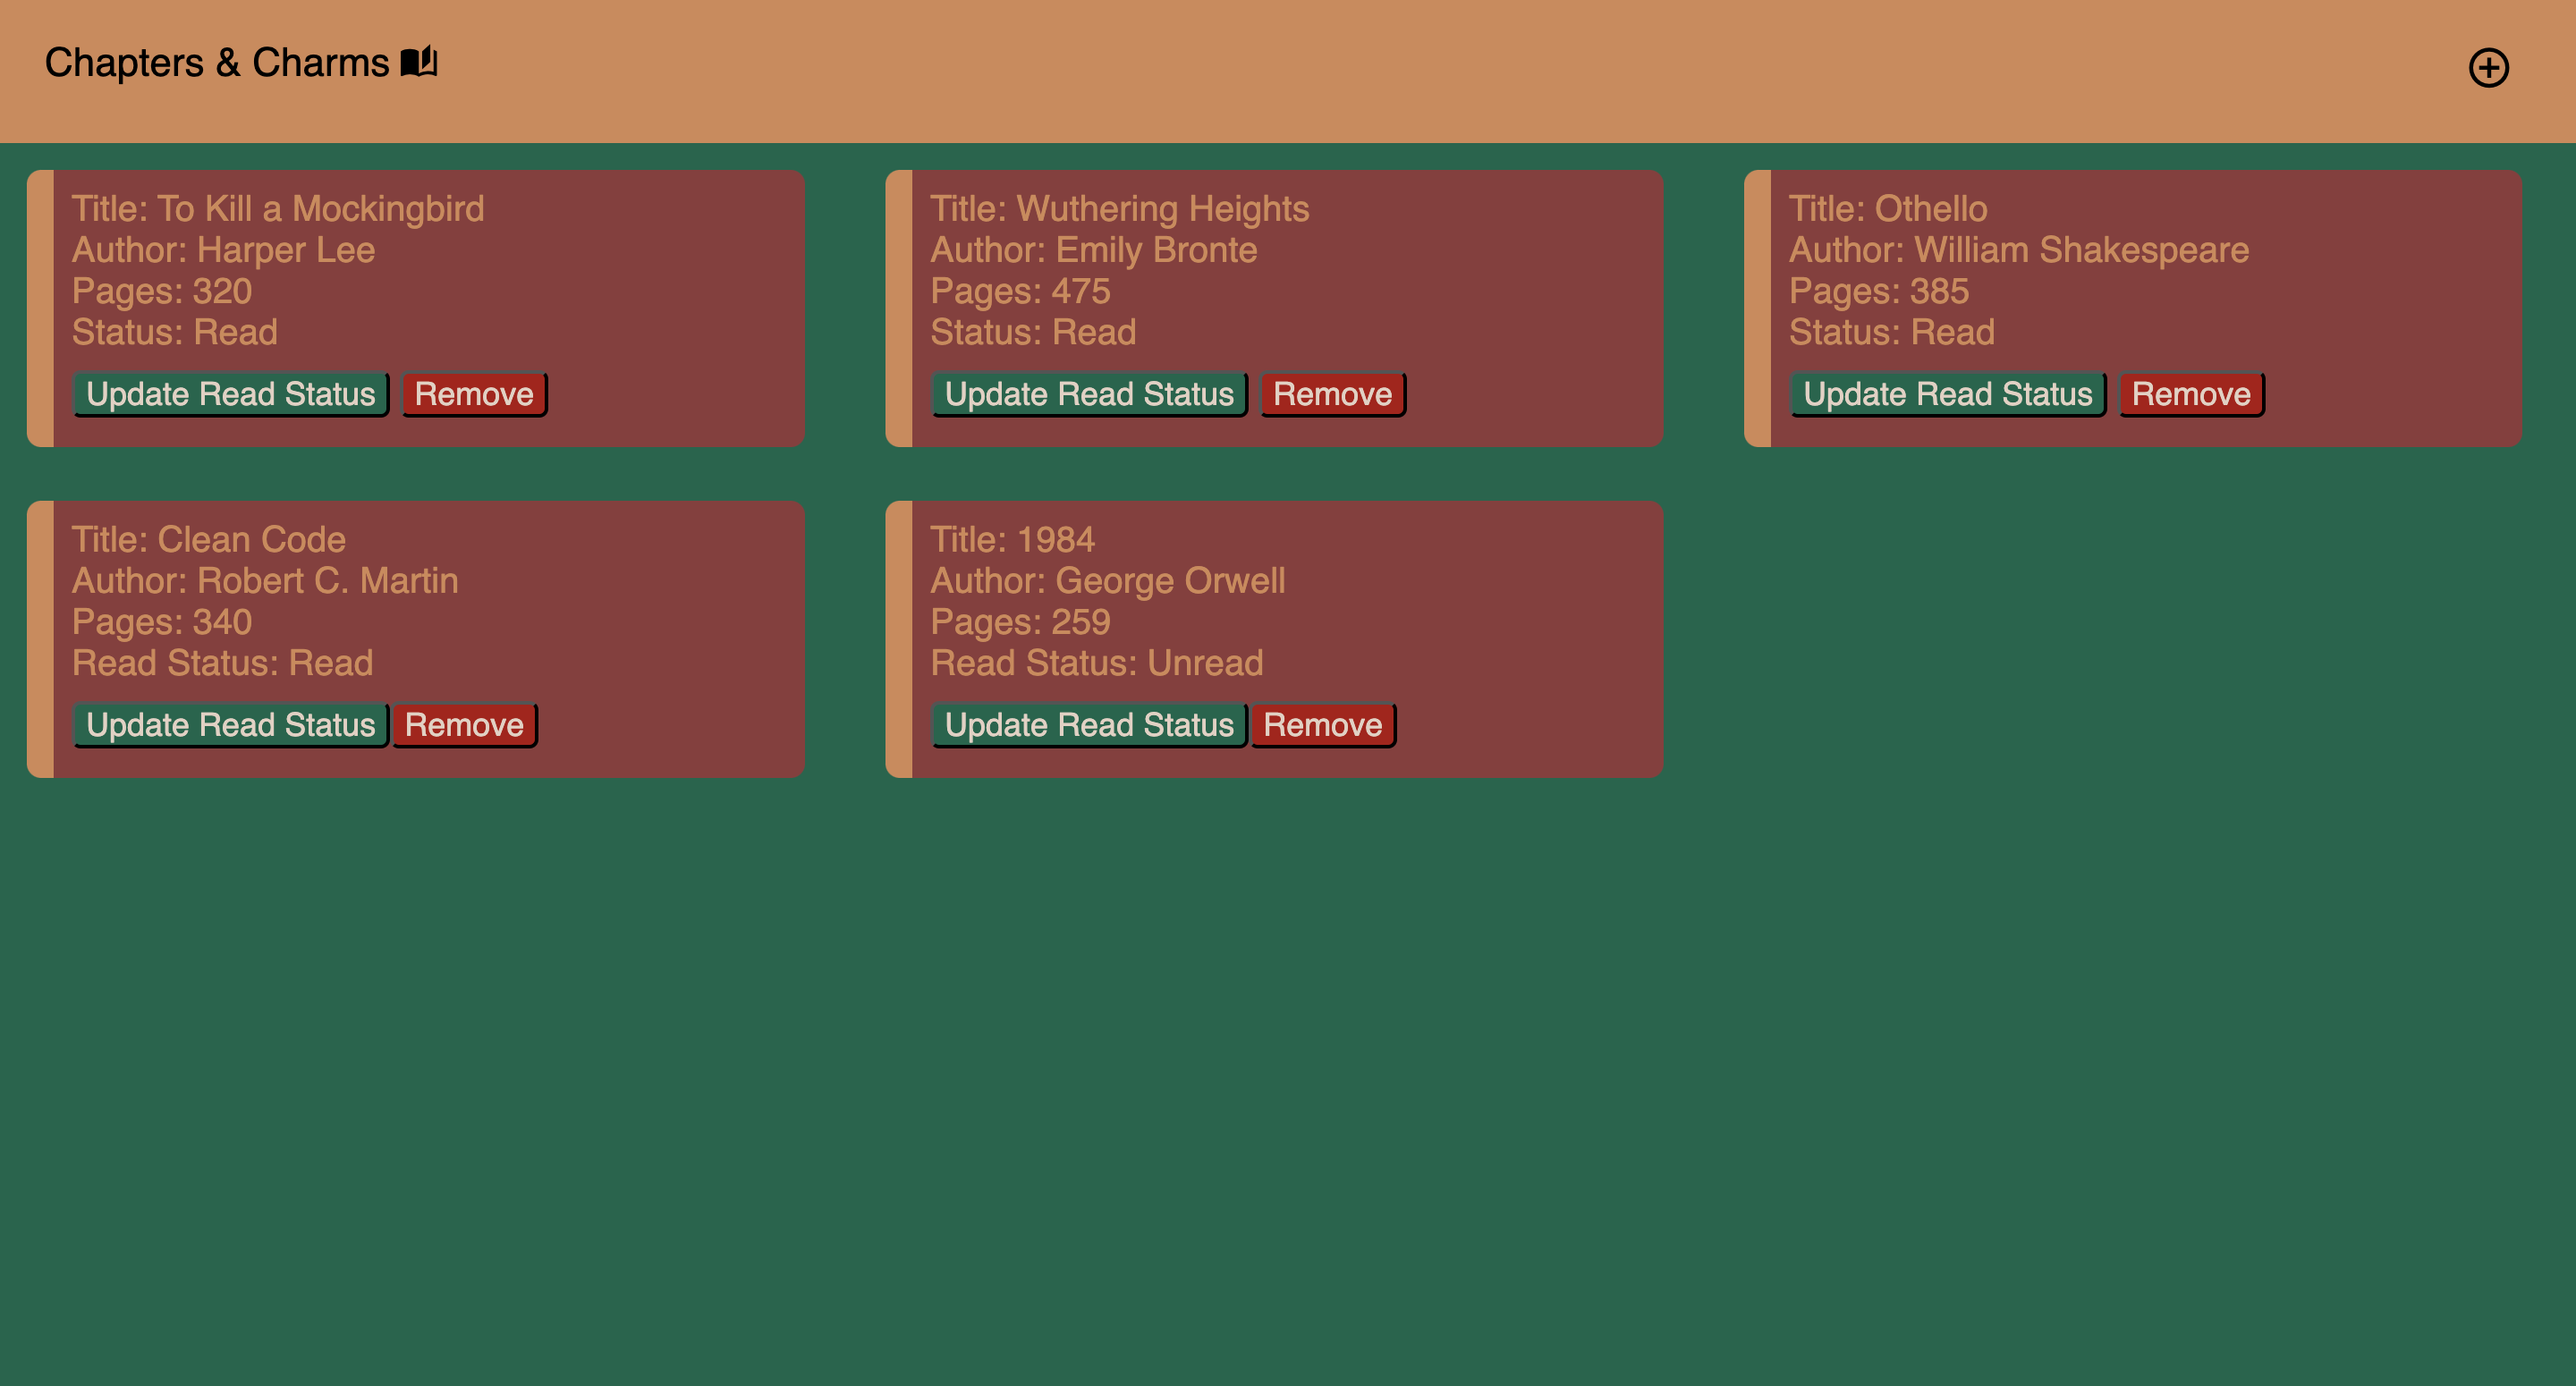 Chapters & Charms
Title: To Kill a Mockingbird
Author: Harper Lee
Pages: 320
Status: Read
Update Read Status Remove
Title: Wuthering Heights
Author: Emily Bronte
Pages: 475
Status: Read
Update Read Status Remove
Title: Othello
Author: William Shakespeare
Pages: 385
Status: Read
Update Read Status Remove
Title: Clean Code
Author: Robert C. Martin
Pages: 340
Read Status: Read
Update Read Status Remove
Title: 1984
Author: George Orwell
Pages: 259
Read Status: Unread
Update Read Status Remove